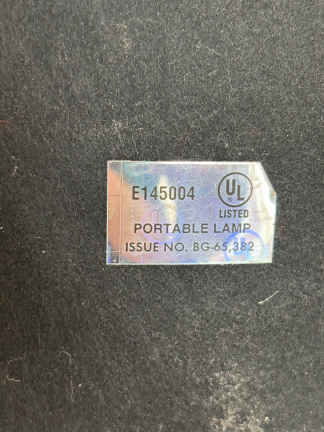 E145004
UL
LISTED
PORTABLE LAMP
ISSUE NO. BG-65,382